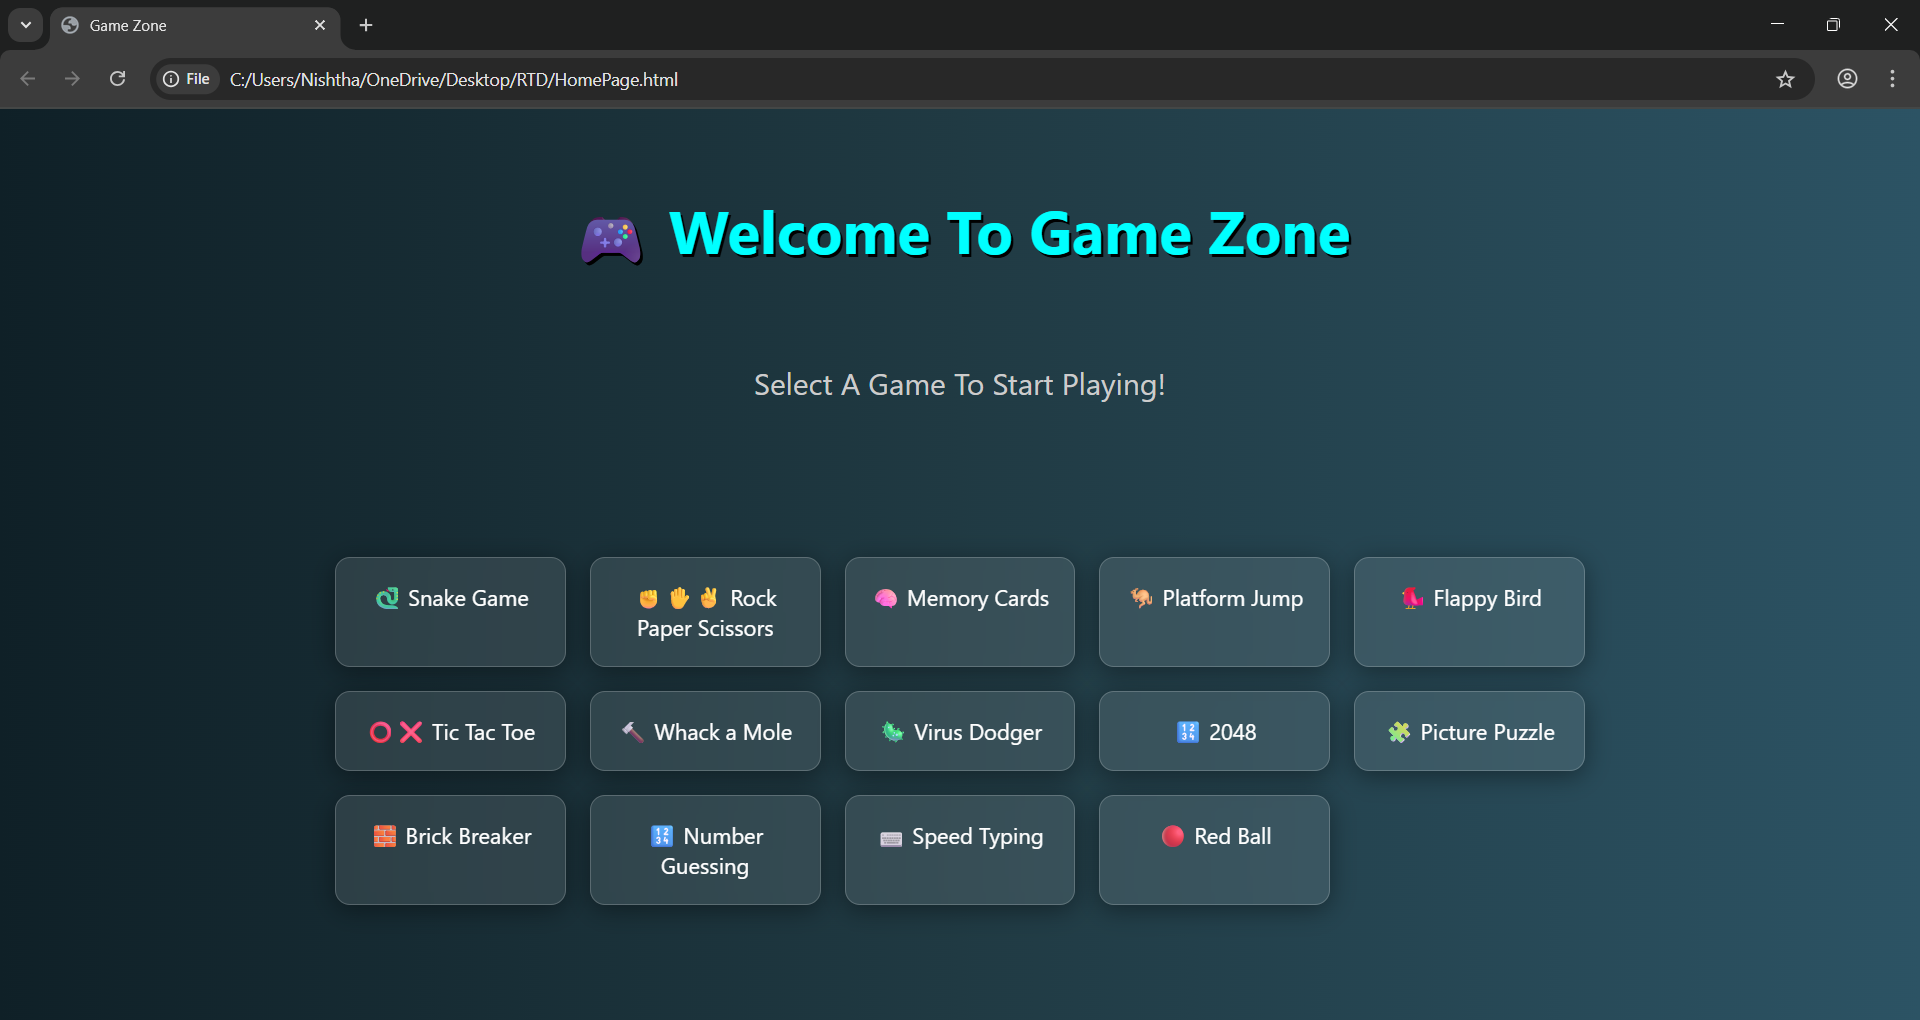 Game Zone
File C:/Users/Nishtha/OneDrive/Desktop/RTD/HomePage.html
🎮 Welcome To Game Zone
Select A Game To Start Playing!
🐍 Snake Game
✊ 🖐 ✌ Rock
Paper Scissors
🧠 Memory Cards
🦘 Platform Jump
🐦 Flappy Bird
⭕❌ Tic Tac Toe
🔨 Whack a Mole
🦠 Virus Dodger
🔢 2048
🧩 Picture Puzzle
🧱 Brick Breaker
🔢 Number
Guessing
⌨ Speed Typing
🔴 Red Ball